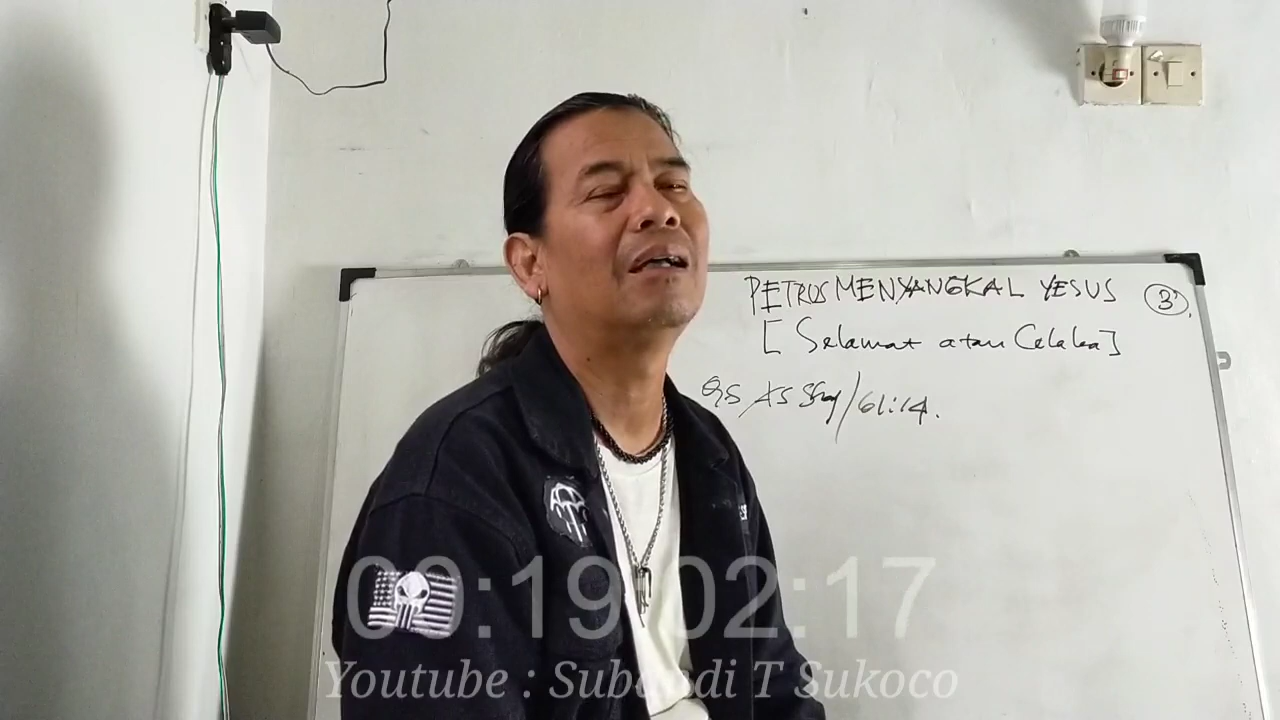 PETRUS MENYANGKAL YESUS 3
[Selamat atau Celaka]
QS AS Shaf/61:14.
00:19 02:17
Youtube : Subandi T Sukoco